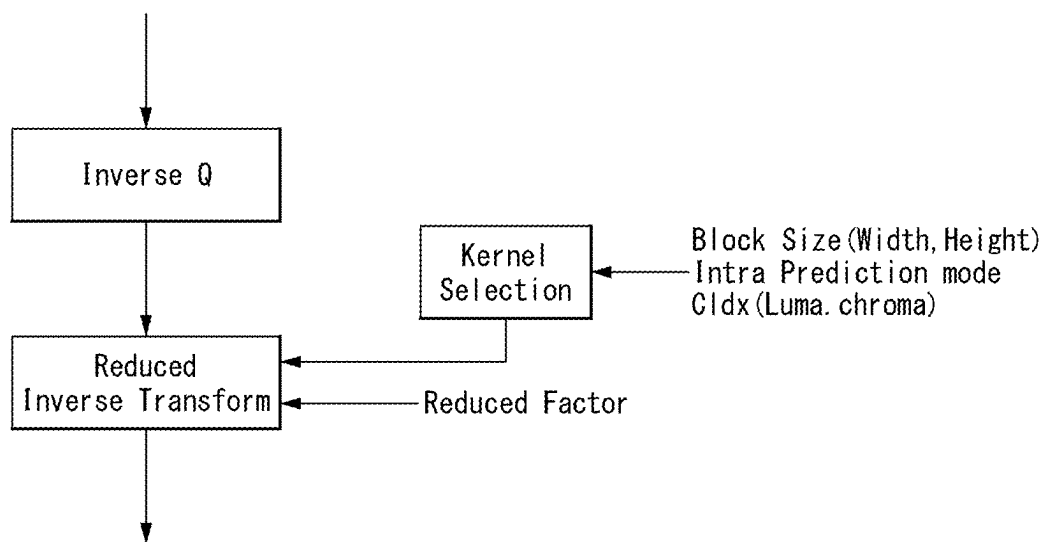 Inverse Q
Kernel
Selection
Block Size(Width,Height)
Intra Prediction mode
CIdx(Luma.chroma)
Reduced
Inverse Transform
Reduced Factor